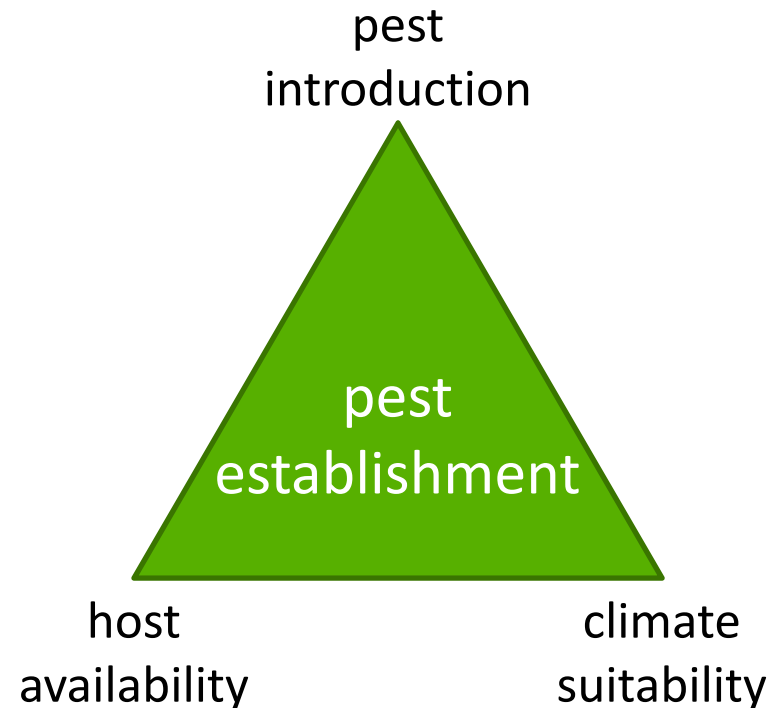 pest
introduction
pest
establishment
host
availability
climate
suitability